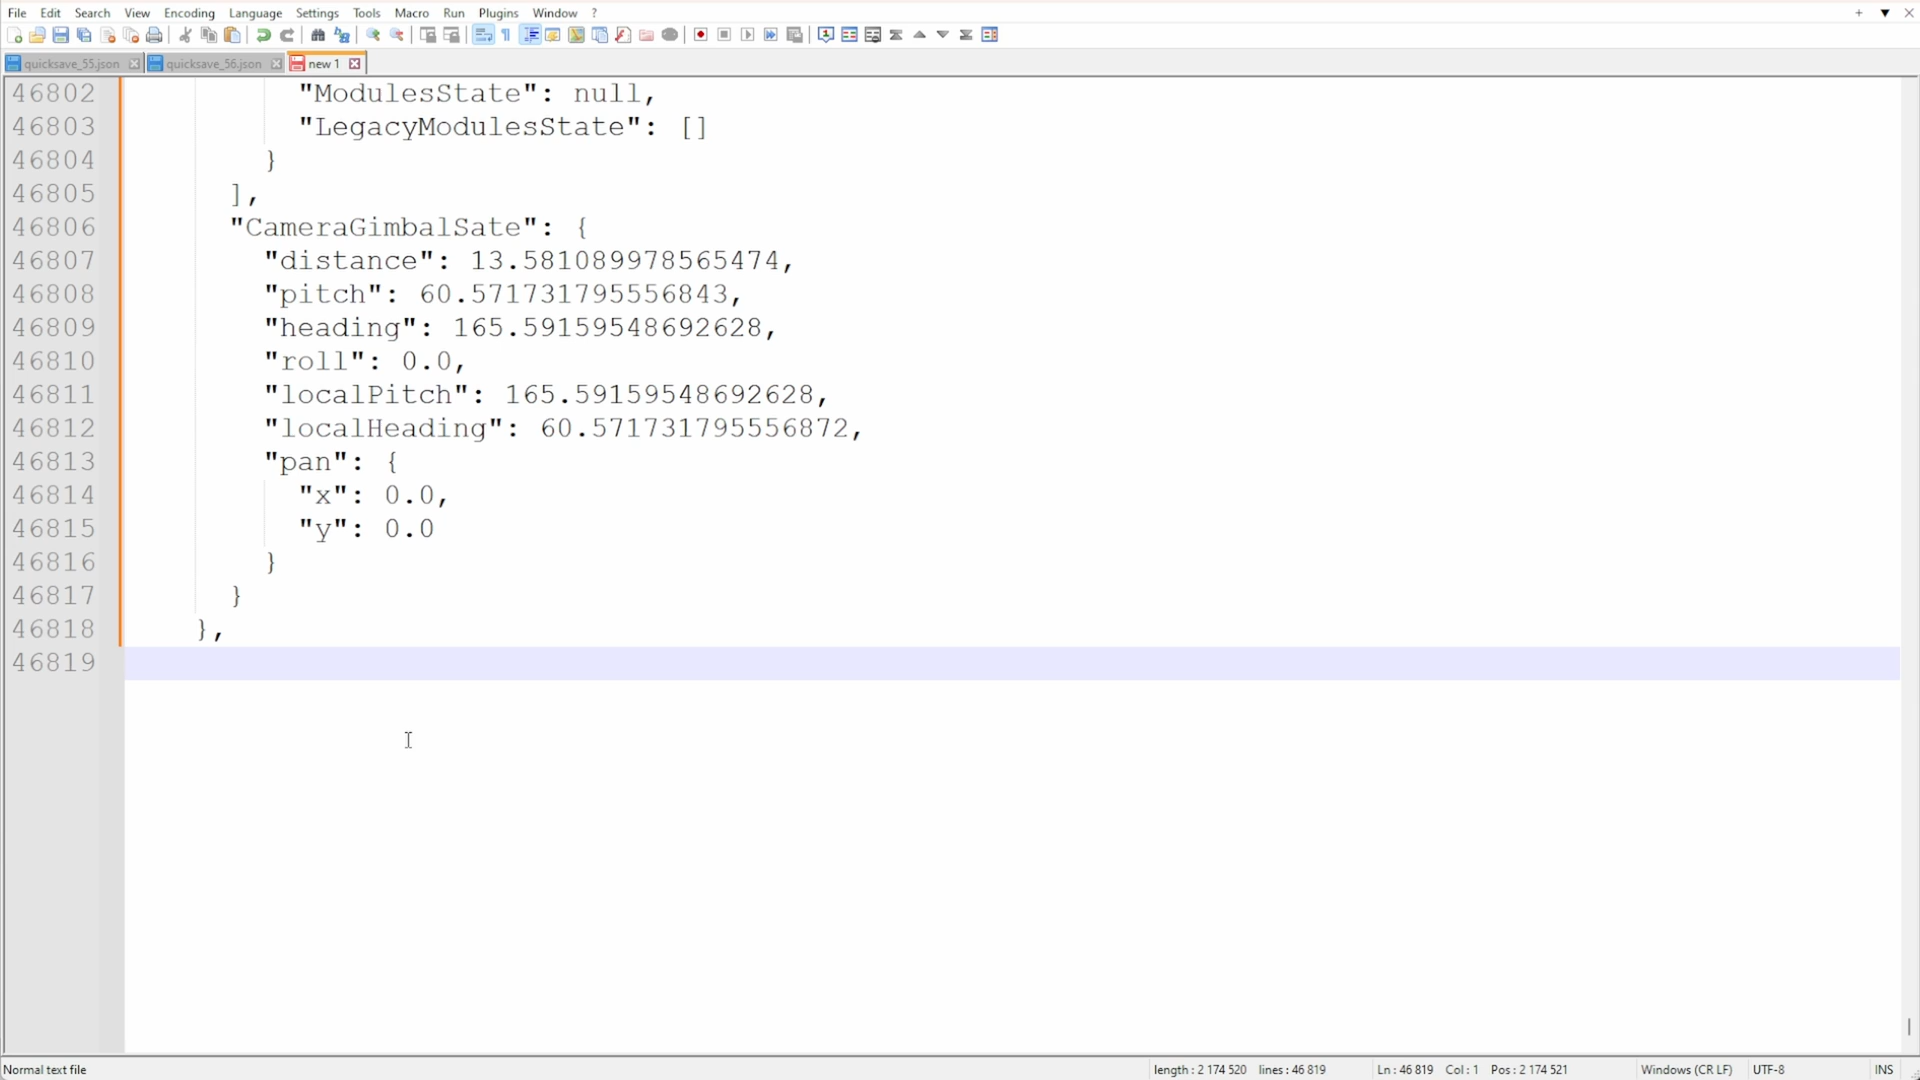 File Edit Search View Encoding Language Settings Tools Macro Run Plugins Window ?
quicksave_55.json quicksave_56.json new 1
46802 "ModulesState": null,
46803 "LegacyModulesState": []
46804 }
46805 ],
46806 "CameraGimbalSate": {
46807 "distance": 13.581089978565474,
46808 "pitch": 60.571731795556843,
46809 "heading": 165.59159548692628,
46810 "roll": 0.0,
46811 "localPitch": 165.59159548692628,
46812 "localHeading": 60.571731795556872,
46813 "pan": {
46814 "x": 0.0,
46815 "y": 0.0
46816 }
46817 }
46818 },
46819
Normal text file length : 2 174 520 lines : 46 819 Ln : 46 819 Col : 1 Pos : 2 174 521 Windows (CR LF) UTF-8 INS